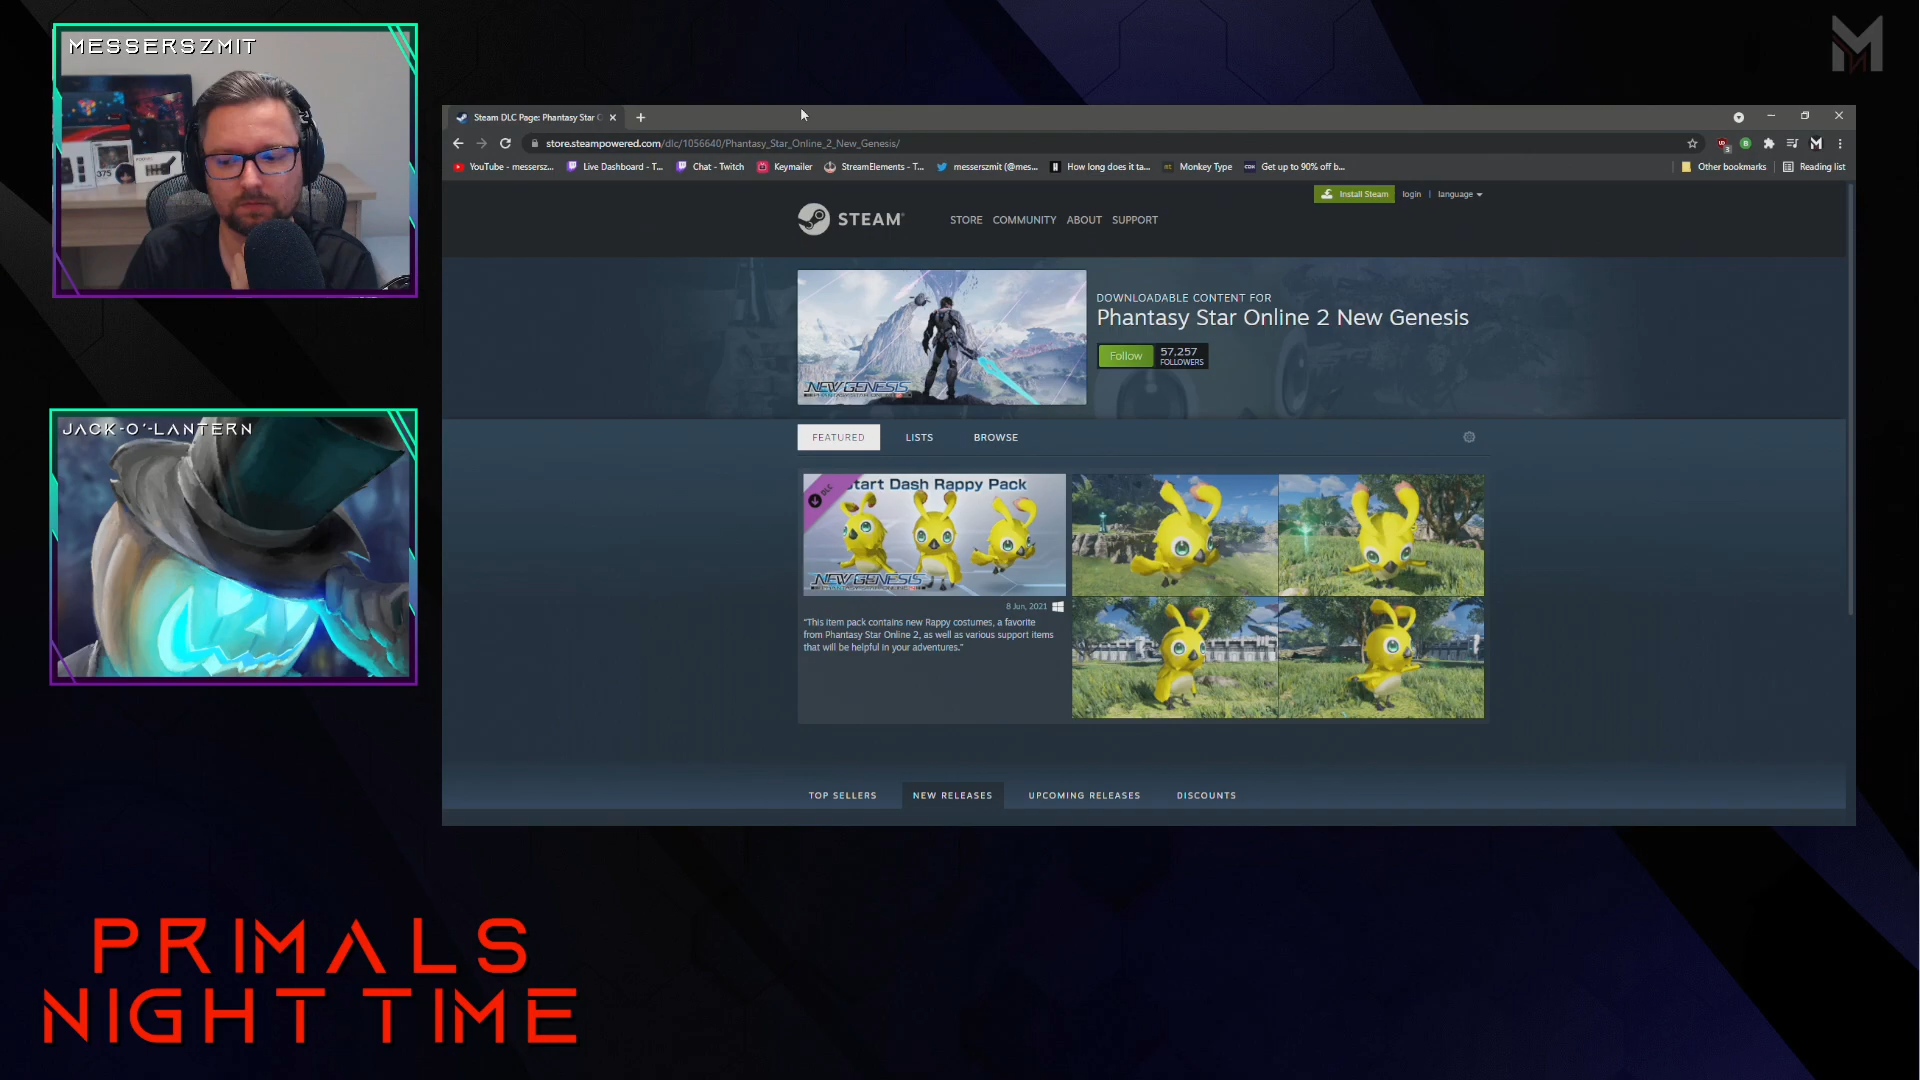 MESSERSZMIT
JACK-O'-LANTERN
PRIMALS
NIGHT TIME
Steam DLC Page: Phantasy Star
store.steampowered.com/dlc/1056640/Phantasy_Star_Online_2_New_Genesis/
YouTube - messersz...
Live Dashboard - T...
Chat - Twitch
Keymailer
StreamElements - T...
messerszmit (@mes...
How long does it ta...
Monkey Type
Get up to 90% off b...
Other bookmarks
Reading list
Install Steam
login
language
STEAM
STORE
COMMUNITY
ABOUT
SUPPORT
NEW GENESIS
DOWNLOADABLE CONTENT FOR
Phantasy Star Online 2 New Genesis
Follow
57,257
FOLLOWERS
FEATURED
LISTS
BROWSE
DLC
tart Dash Rappy Pack
NEW GENESIS
8 Jun, 2021
"This item pack contains new Rappy costumes, a favorite
from Phantasy Star Online 2, as well as various support items
that will be helpful in your adventures."
TOP SELLERS
NEW RELEASES
UPCOMING RELEASES
DISCOUNTS